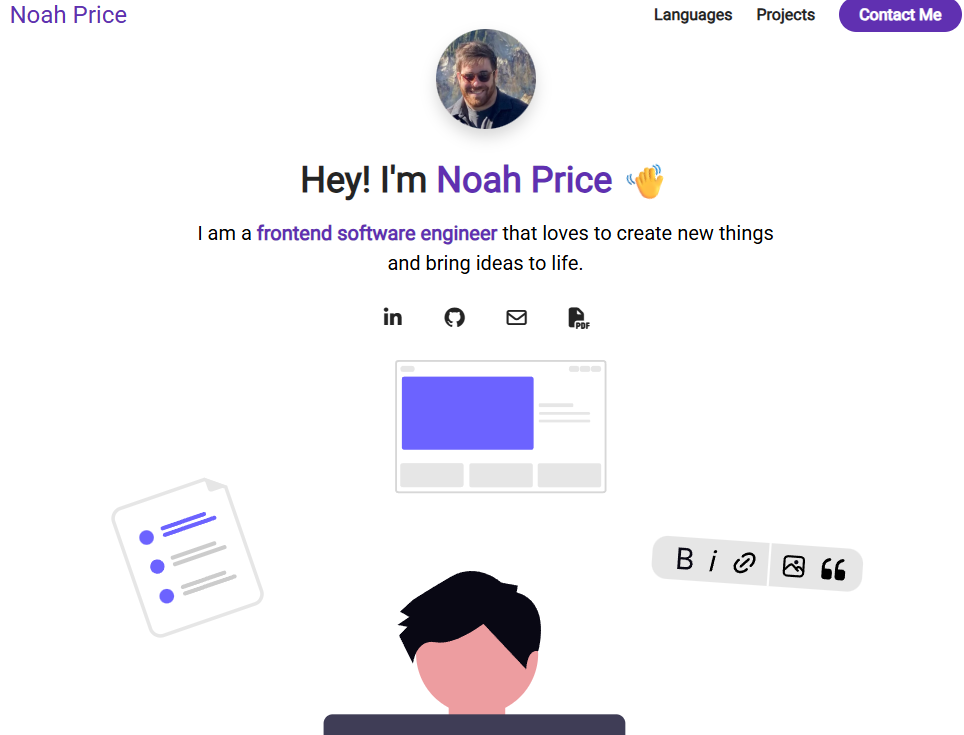 Noah Price
Languages Projects Contact Me
Hey! I'm Noah Price 👋
I am a frontend software engineer that loves to create new things
and bring ideas to life.
in
PDF
B i